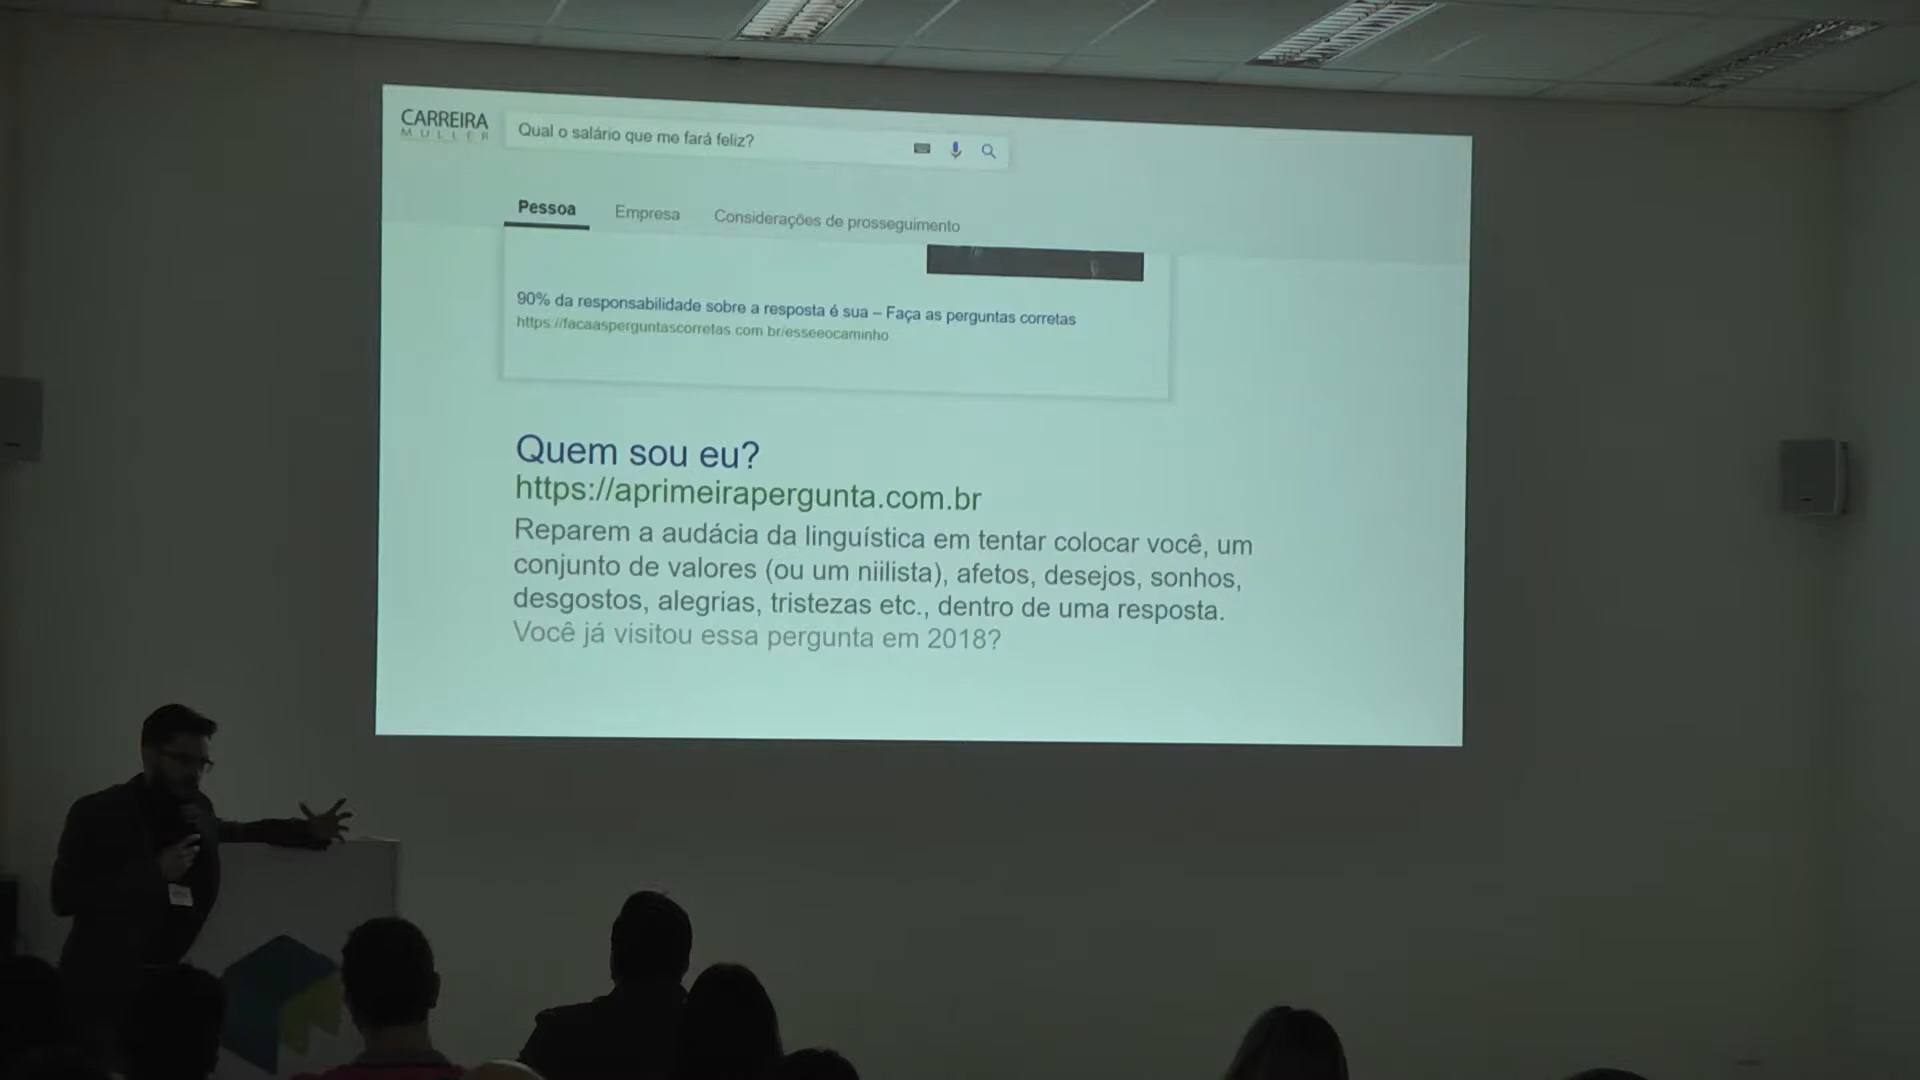 CARREIRA
MULLER
Qual o salário que me fará feliz?
Pessoa Empresa Considerações de prosseguimento
90% da responsabilidade sobre a resposta é sua – Faça as perguntas corretas
https://facaasperguntascorretas.com.br/esseeocaminho
Quem sou eu?
https://aprimeirapergunta.com.br
Reparem a audácia da linguística em tentar colocar você, um
conjunto de valores (ou um niilista), afetos, desejos, sonhos,
desgostos, alegrias, tristezas etc., dentro de uma resposta.
Você já visitou essa pergunta em 2018?